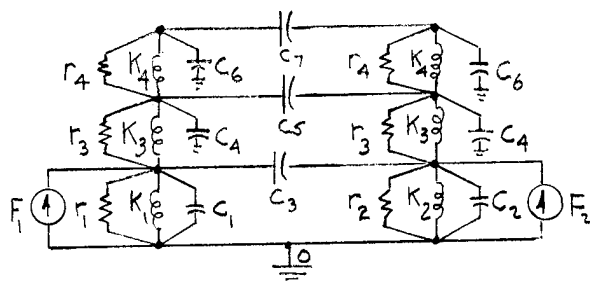 C7
r4 K4 C6 r4 K4 C6
C5
r3 K3 C4 r3 K3 C4
C3
F1 r1 K1 C1 r2 K2 C2 F2
O